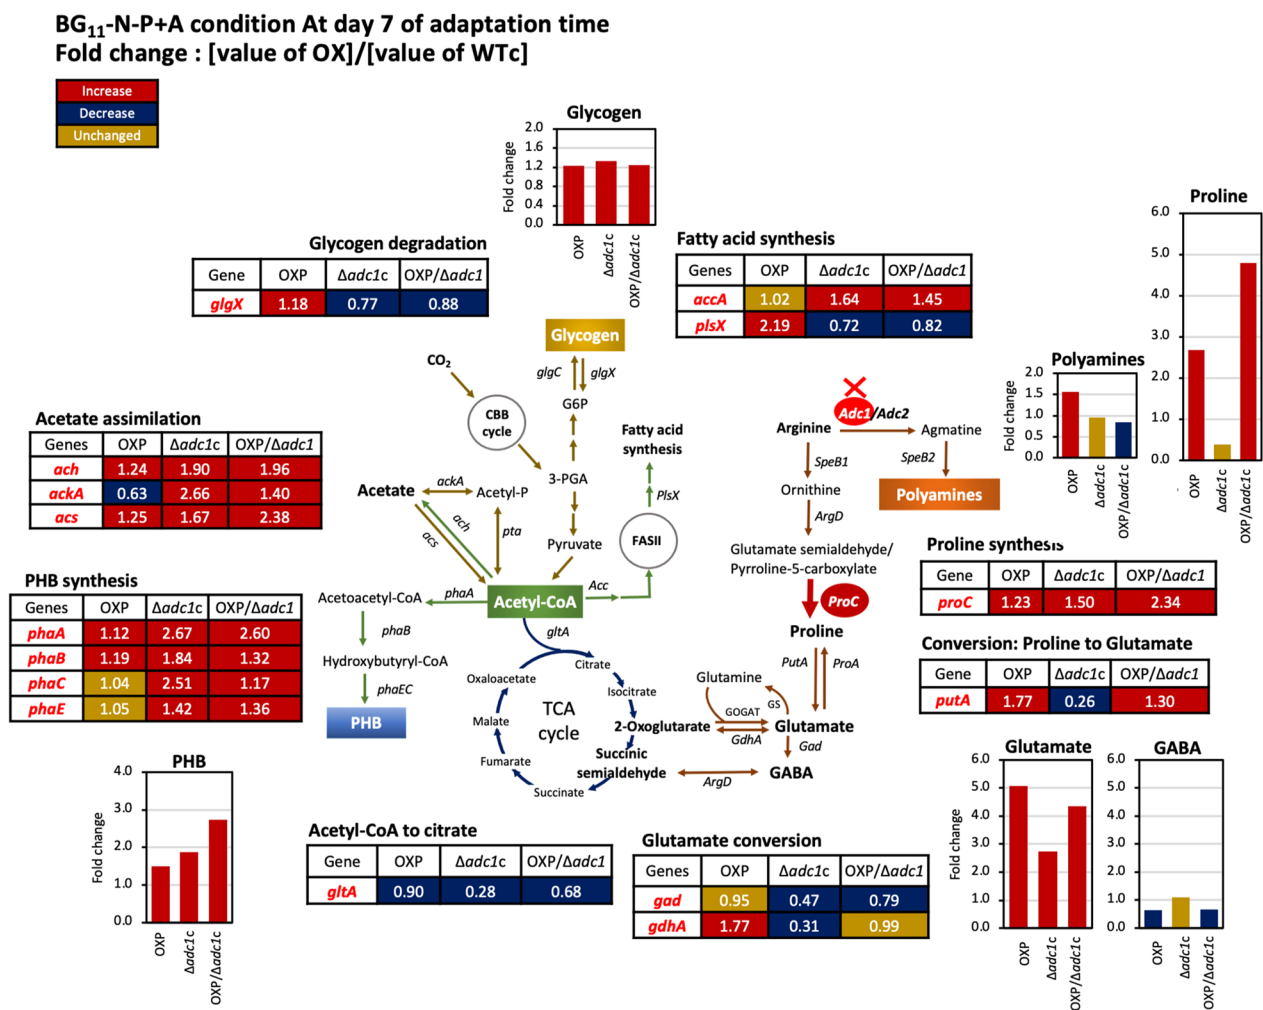 BG11-N-P+A condition At day 7 of adaptation time
Fold change : [value of OX]/[value of WTc]
Increase
Decrease
Unchanged
Glycogen
Fold change
2.0
1.6
1.2
0.8
0.4
0.0
OXP
Δadc1c
OXP/Δadc1c
Glycogen degradation
Gene OXP Δadc1c OXP/Δadc1
glgX 1.18 0.77 0.88
Fatty acid synthesis
Genes OXP Δadc1c OXP/Δadc1
accA 1.02 1.64 1.45
plsX 2.19 0.72 0.82
Proline
6.0
5.0
4.0
3.0
2.0
1.0
0.0
OXP
Δadc1c
OXP/Δadc1c
Polyamines
Fold change
2.0
1.5
1.0
0.5
0.0
OXP
Δadc1c
OXP/Δadc1c
Acetate assimilation
Genes OXP Δadc1c OXP/Δadc1
ach 1.24 1.90 1.96
ackA 0.63 2.66 1.40
acs 1.25 1.67 2.38
PHB synthesis
Genes OXP Δadc1c OXP/Δadc1
phaA 1.12 2.67 2.60
phaB 1.19 1.84 1.32
phaC 1.04 2.51 1.17
phaE 1.05 1.42 1.36
Glycogen
glgC glgX
G6P
CO2
CBB
cycle
3-PGA
Pyruvate
Acetate
ackA
Acetyl-P
ach
acs
pta
Acetyl-CoA
Acc
FASII
PlsX
Fatty acid
synthesis
phaA
Acetoacetyl-CoA
phaB
Hydroxybutyryl-CoA
phaEC
PHB
gltA
Citrate
Isocitrate
2-Oxoglutarate
Succinic
semialdehyde
Succinate
Fumarate
Malate
Oxaloacetate
TCA
cycle
Adc1/Adc2
Arginine
Agmatine
SpeB1
SpeB2
Polyamines
Ornithine
ArgD
Glutamate semialdehyde/
Pyrroline-5-carboxylate
ProC
Proline
PutA
ProA
Glutamine
GOGAT
GS
GdhA
Glutamate
Gad
GABA
ArgD
Proline synthesis
Gene OXP Δadc1c OXP/Δadc1
proC 1.23 1.50 2.34
Conversion: Proline to Glutamate
Gene OXP Δadc1c OXP/Δadc1
putA 1.77 0.26 1.30
PHB
Fold change
4.0
3.0
2.0
1.0
0.0
OXP
Δadc1c
OXP/Δadc1c
Acetyl-CoA to citrate
Gene OXP Δadc1c OXP/Δadc1
gltA 0.90 0.28 0.68
Glutamate conversion
Genes OXP Δadc1c OXP/Δadc1
gad 0.95 0.47 0.79
gdhA 1.77 0.31 0.99
Glutamate
Fold change
6.0
5.0
4.0
3.0
2.0
1.0
0.0
OXP
Δadc1c
OXP/Δadc1c
GABA
6.0
5.0
4.0
3.0
2.0
1.0
0.0
OXP
Δadc1c
OXP/Δadc1c